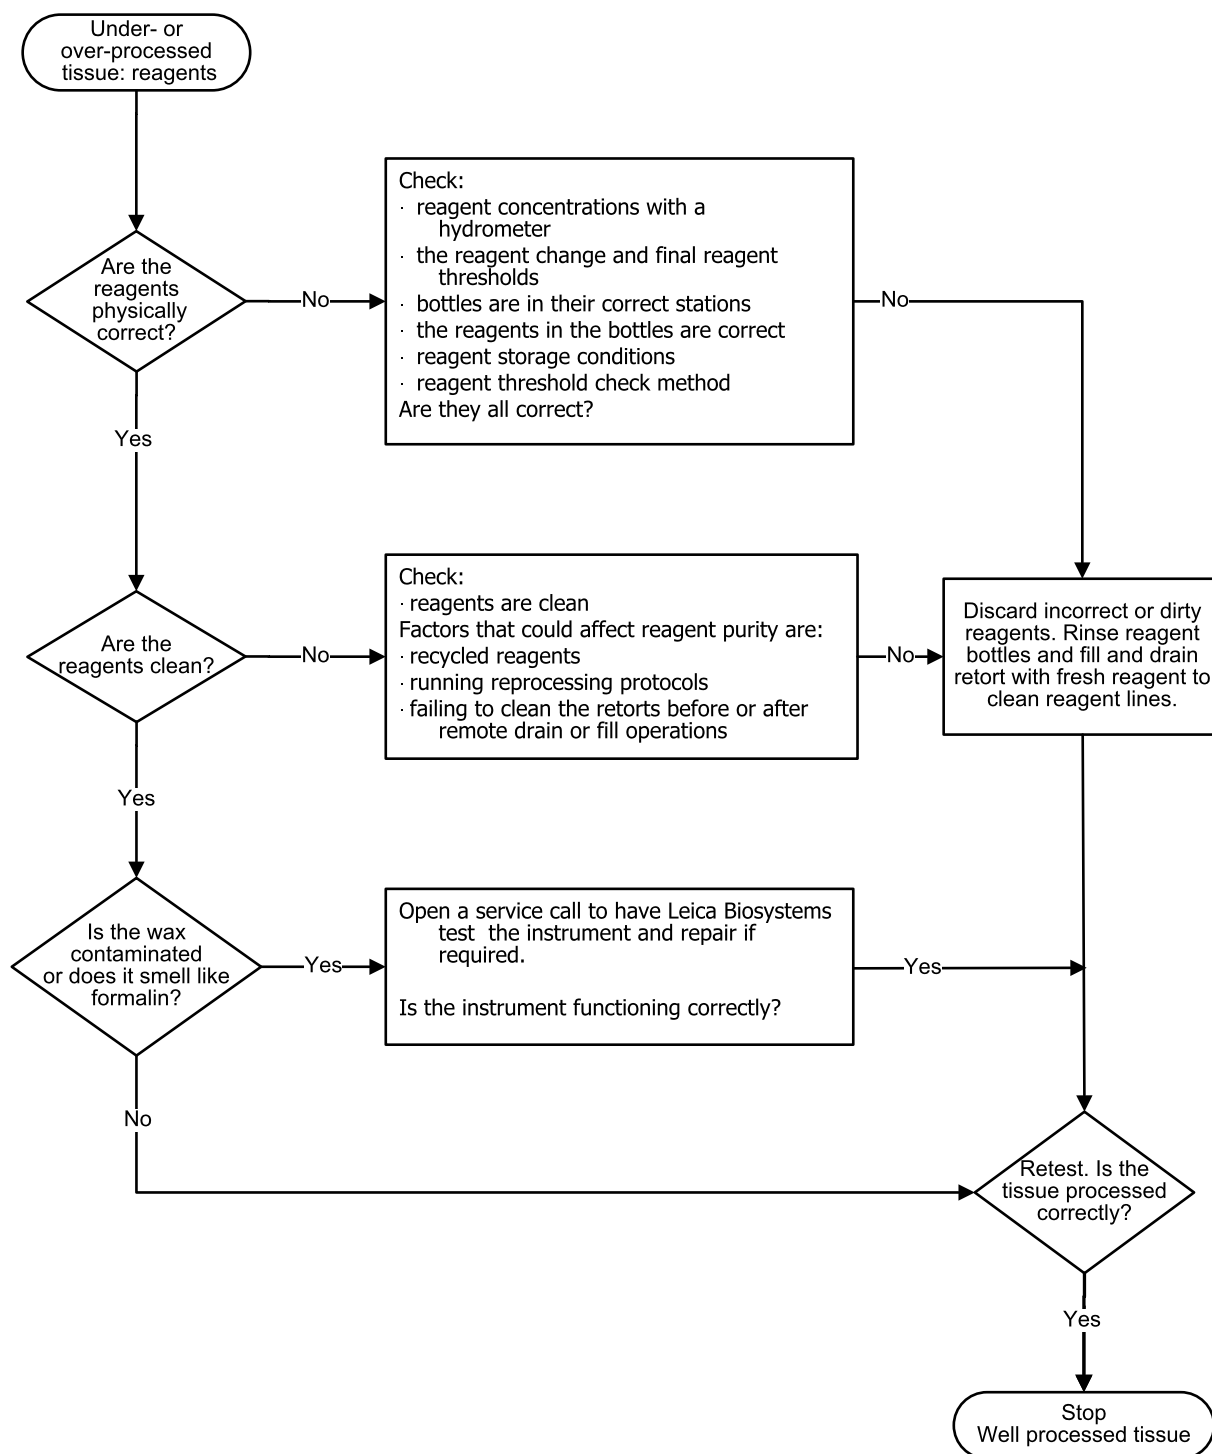 Under- or
over-processed
tissue: reagents
Are the
reagents
physically
correct?
No
Check:
· reagent concentrations with a
hydrometer
· the reagent change and final reagent
thresholds
· bottles are in their correct stations
· the reagents in the bottles are correct
· reagent storage conditions
· reagent threshold check method
Are they all correct?
No
Yes
Are the
reagents clean?
No
Check:
· reagents are clean
Factors that could affect reagent purity are:
· recycled reagents
· running reprocessing protocols
· failing to clean the retorts before or after
remote drain or fill operations
No
Discard incorrect or dirty
reagents. Rinse reagent
bottles and fill and drain
retort with fresh reagent to
clean reagent lines.
Yes
Is the wax
contaminated
or does it smell like
formalin?
Yes
Open a service call to have Leica Biosystems
test the instrument and repair if
required.
Is the instrument functioning correctly?
Yes
No
Retest. Is the
tissue processed
correctly?
Yes
Stop
Well processed tissue